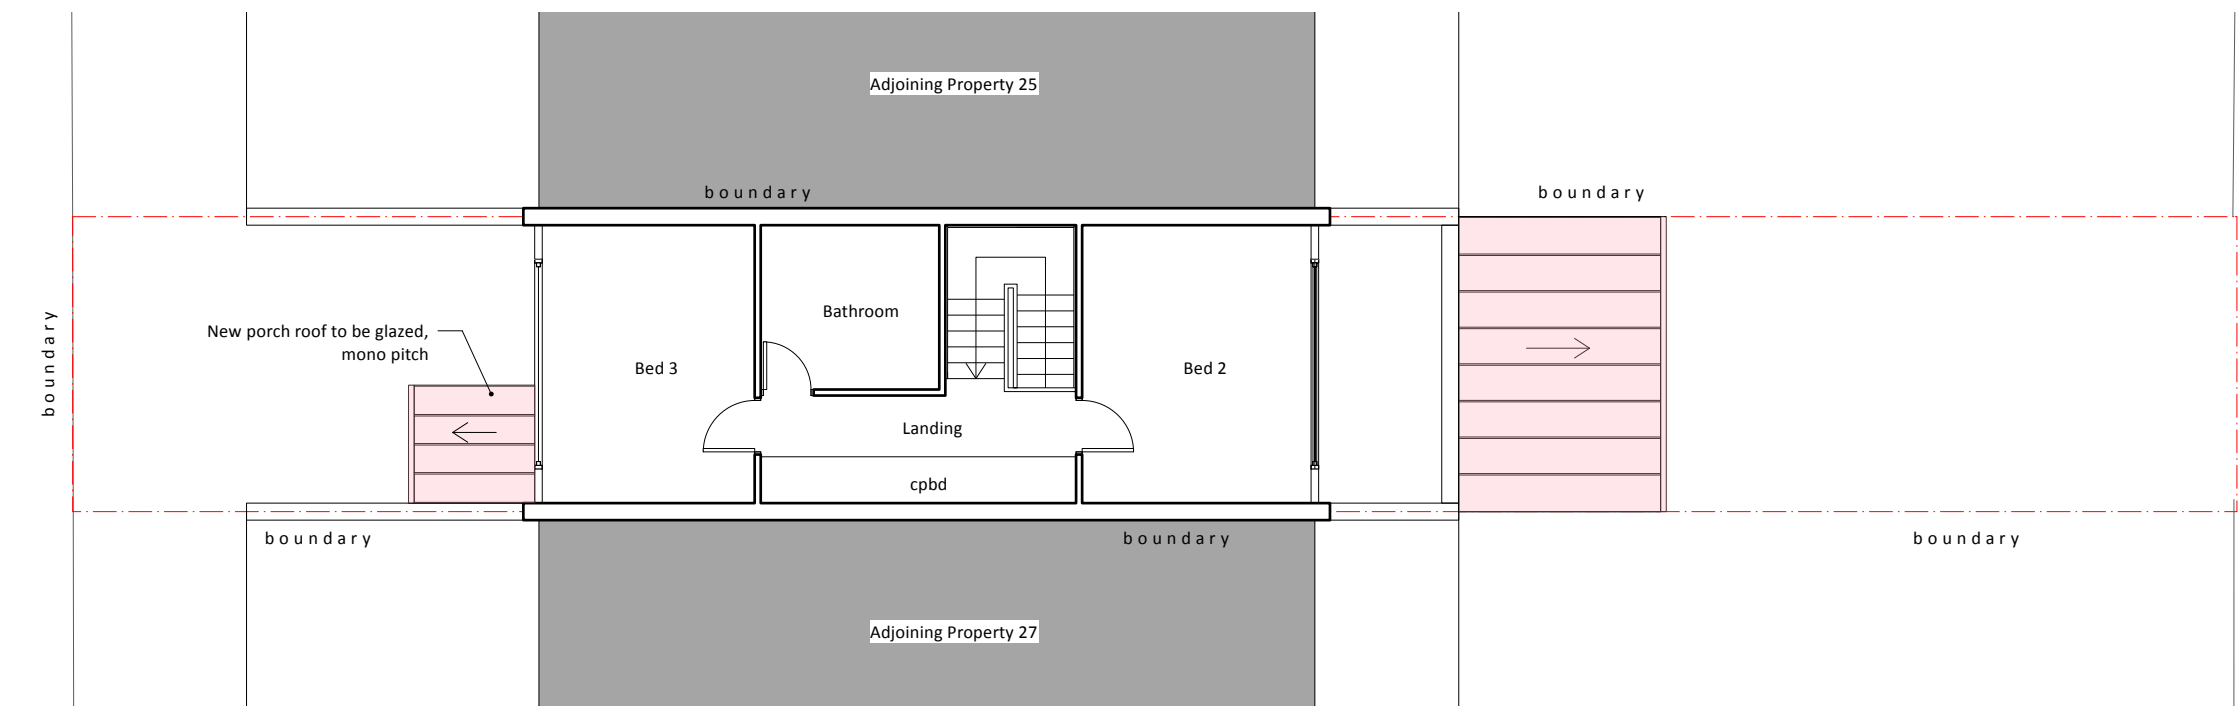 Adjoining Property 25
boundary
boundary
boundary
New porch roof to be glazed,
mono pitch
Bathroom
Bed 3
Bed 2
Landing
cpbd
boundary
boundary
boundary
Adjoining Property 27